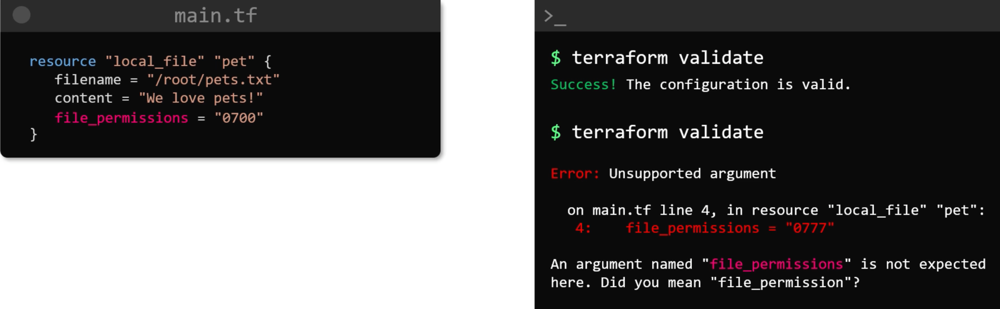 main.tf
resource "local_file" "pet" {
filename = "/root/pets.txt"
content = "We love pets!"
file_permissions = "0700"
}
>_
$ terraform validate
Success! The configuration is valid.
$ terraform validate
Error: Unsupported argument
on main.tf line 4, in resource "local_file" "pet":
4: file_permissions = "0777"
An argument named "file_permissions" is not expected
here. Did you mean "file_permission"?